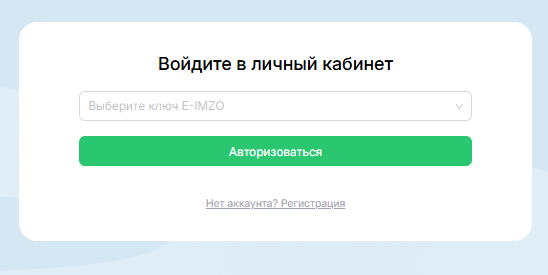 Войдите в личный кабинет
Выберите ключ E-IMZO
Авторизоваться
Нет аккаунта? Регистрация